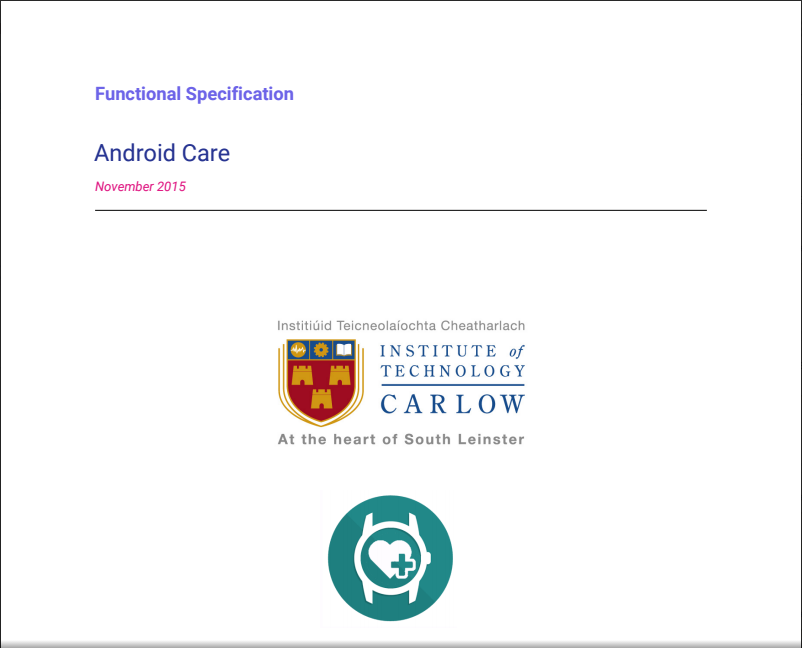 Functional Specification
Android Care
November 2015
Institiúid Teicneolaíochta Cheatharlach
INSTITUTE of
TECHNOLOGY
CARLOW
At the heart of South Leinster